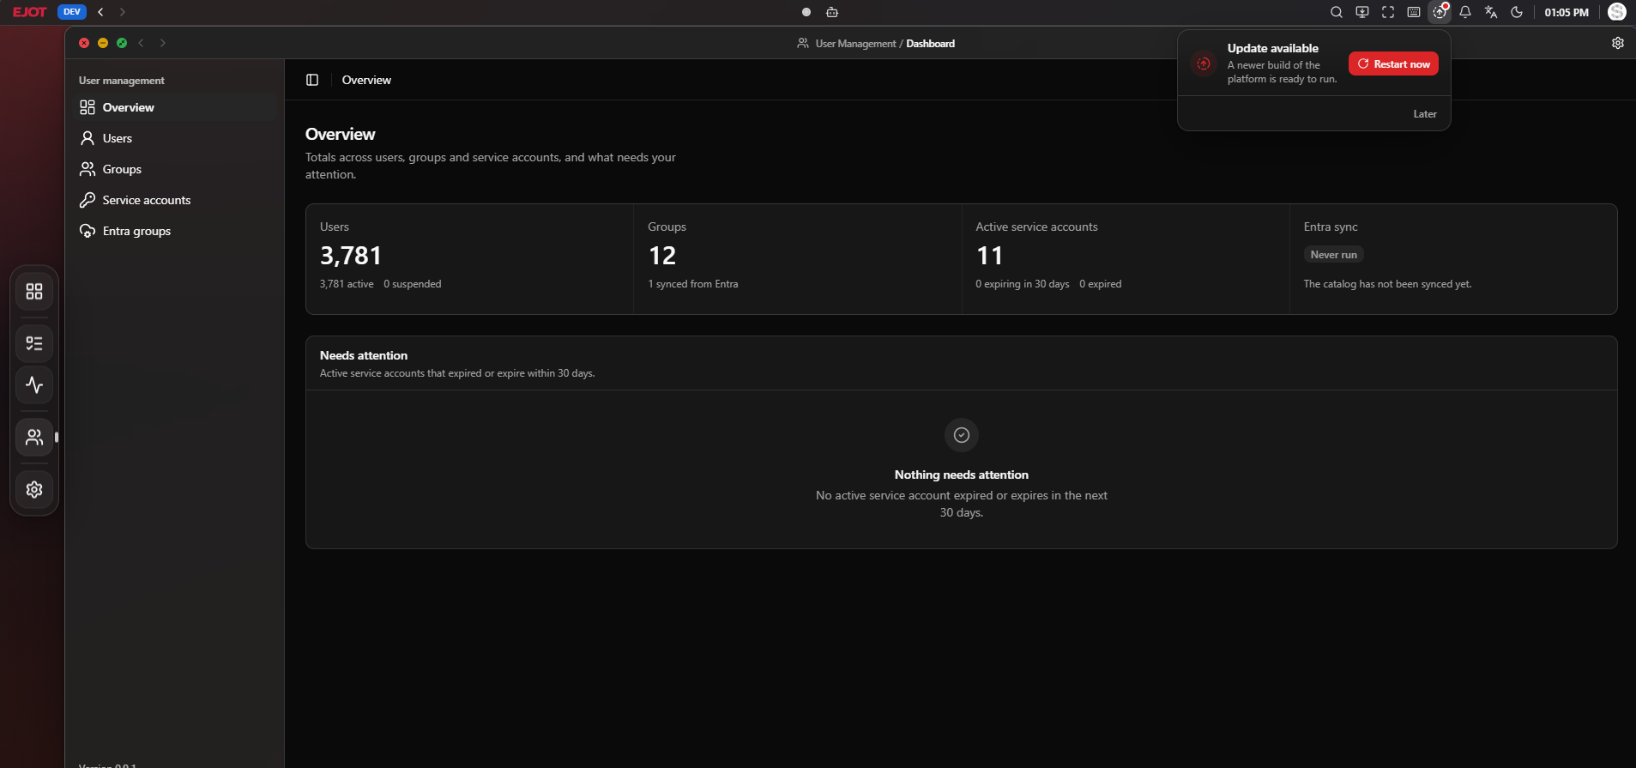 EJOT DEV
01:05 PM
User Management / Dashboard
Update available
A newer build of the
platform is ready to run.
Restart now
Later
User management
Overview
Users
Groups
Service accounts
Entra groups
Version 0.0.1
Overview
Overview
Totals across users, groups and service accounts, and what needs your
attention.
Users
3,781
3,781 active 0 suspended
Groups
12
1 synced from Entra
Active service accounts
11
0 expiring in 30 days 0 expired
Entra sync
Never run
The catalog has not been synced yet.
Needs attention
Active service accounts that expired or expire within 30 days.
Nothing needs attention
No active service account expired or expires in the next
30 days.